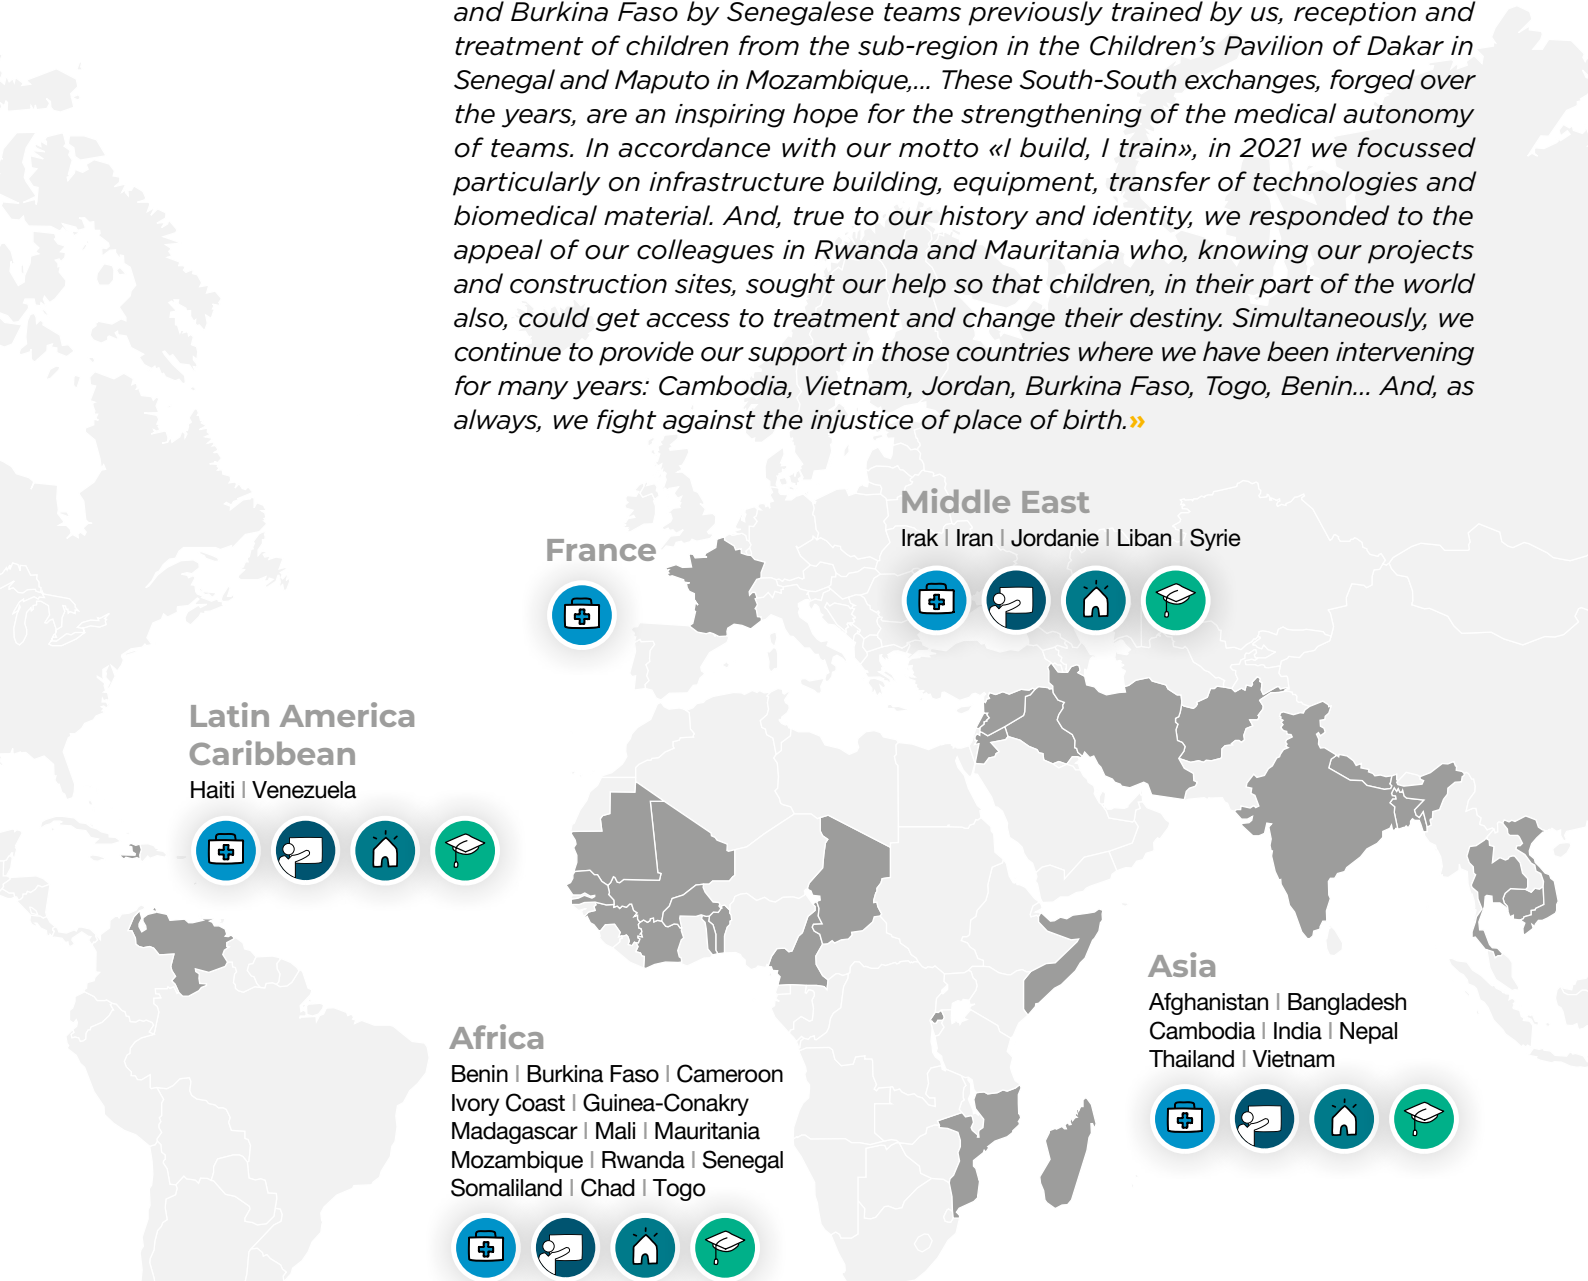 and Burkina Faso by Senegalese teams previously trained by us, reception and
treatment of children from the sub-region in the Children’s Pavilion of Dakar in
Senegal and Maputo in Mozambique,... These South-South exchanges, forged over
the years, are an inspiring hope for the strengthening of the medical autonomy
of teams. In accordance with our motto «I build, I train», in 2021 we focussed
particularly on infrastructure building, equipment, transfer of technologies and
biomedical material. And, true to our history and identity, we responded to the
appeal of our colleagues in Rwanda and Mauritania who, knowing our projects
and construction sites, sought our help so that children, in their part of the world
also, could get access to treatment and change their destiny. Simultaneously, we
continue to provide our support in those countries where we have been intervening
for many years: Cambodia, Vietnam, Jordan, Burkina Faso, Togo, Benin... And, as
always, we fight against the injustice of place of birth.»
Middle East
Irak | Iran | Jordanie | Liban | Syrie
France
Latin America
Caribbean
Haiti | Venezuela
Asia
Afghanistan | Bangladesh
Cambodia | India | Nepal
Thailand | Vietnam
Africa
Benin | Burkina Faso | Cameroon
Ivory Coast | Guinea-Conakry
Madagascar | Mali | Mauritania
Mozambique | Rwanda | Senegal
Somaliland | Chad | Togo